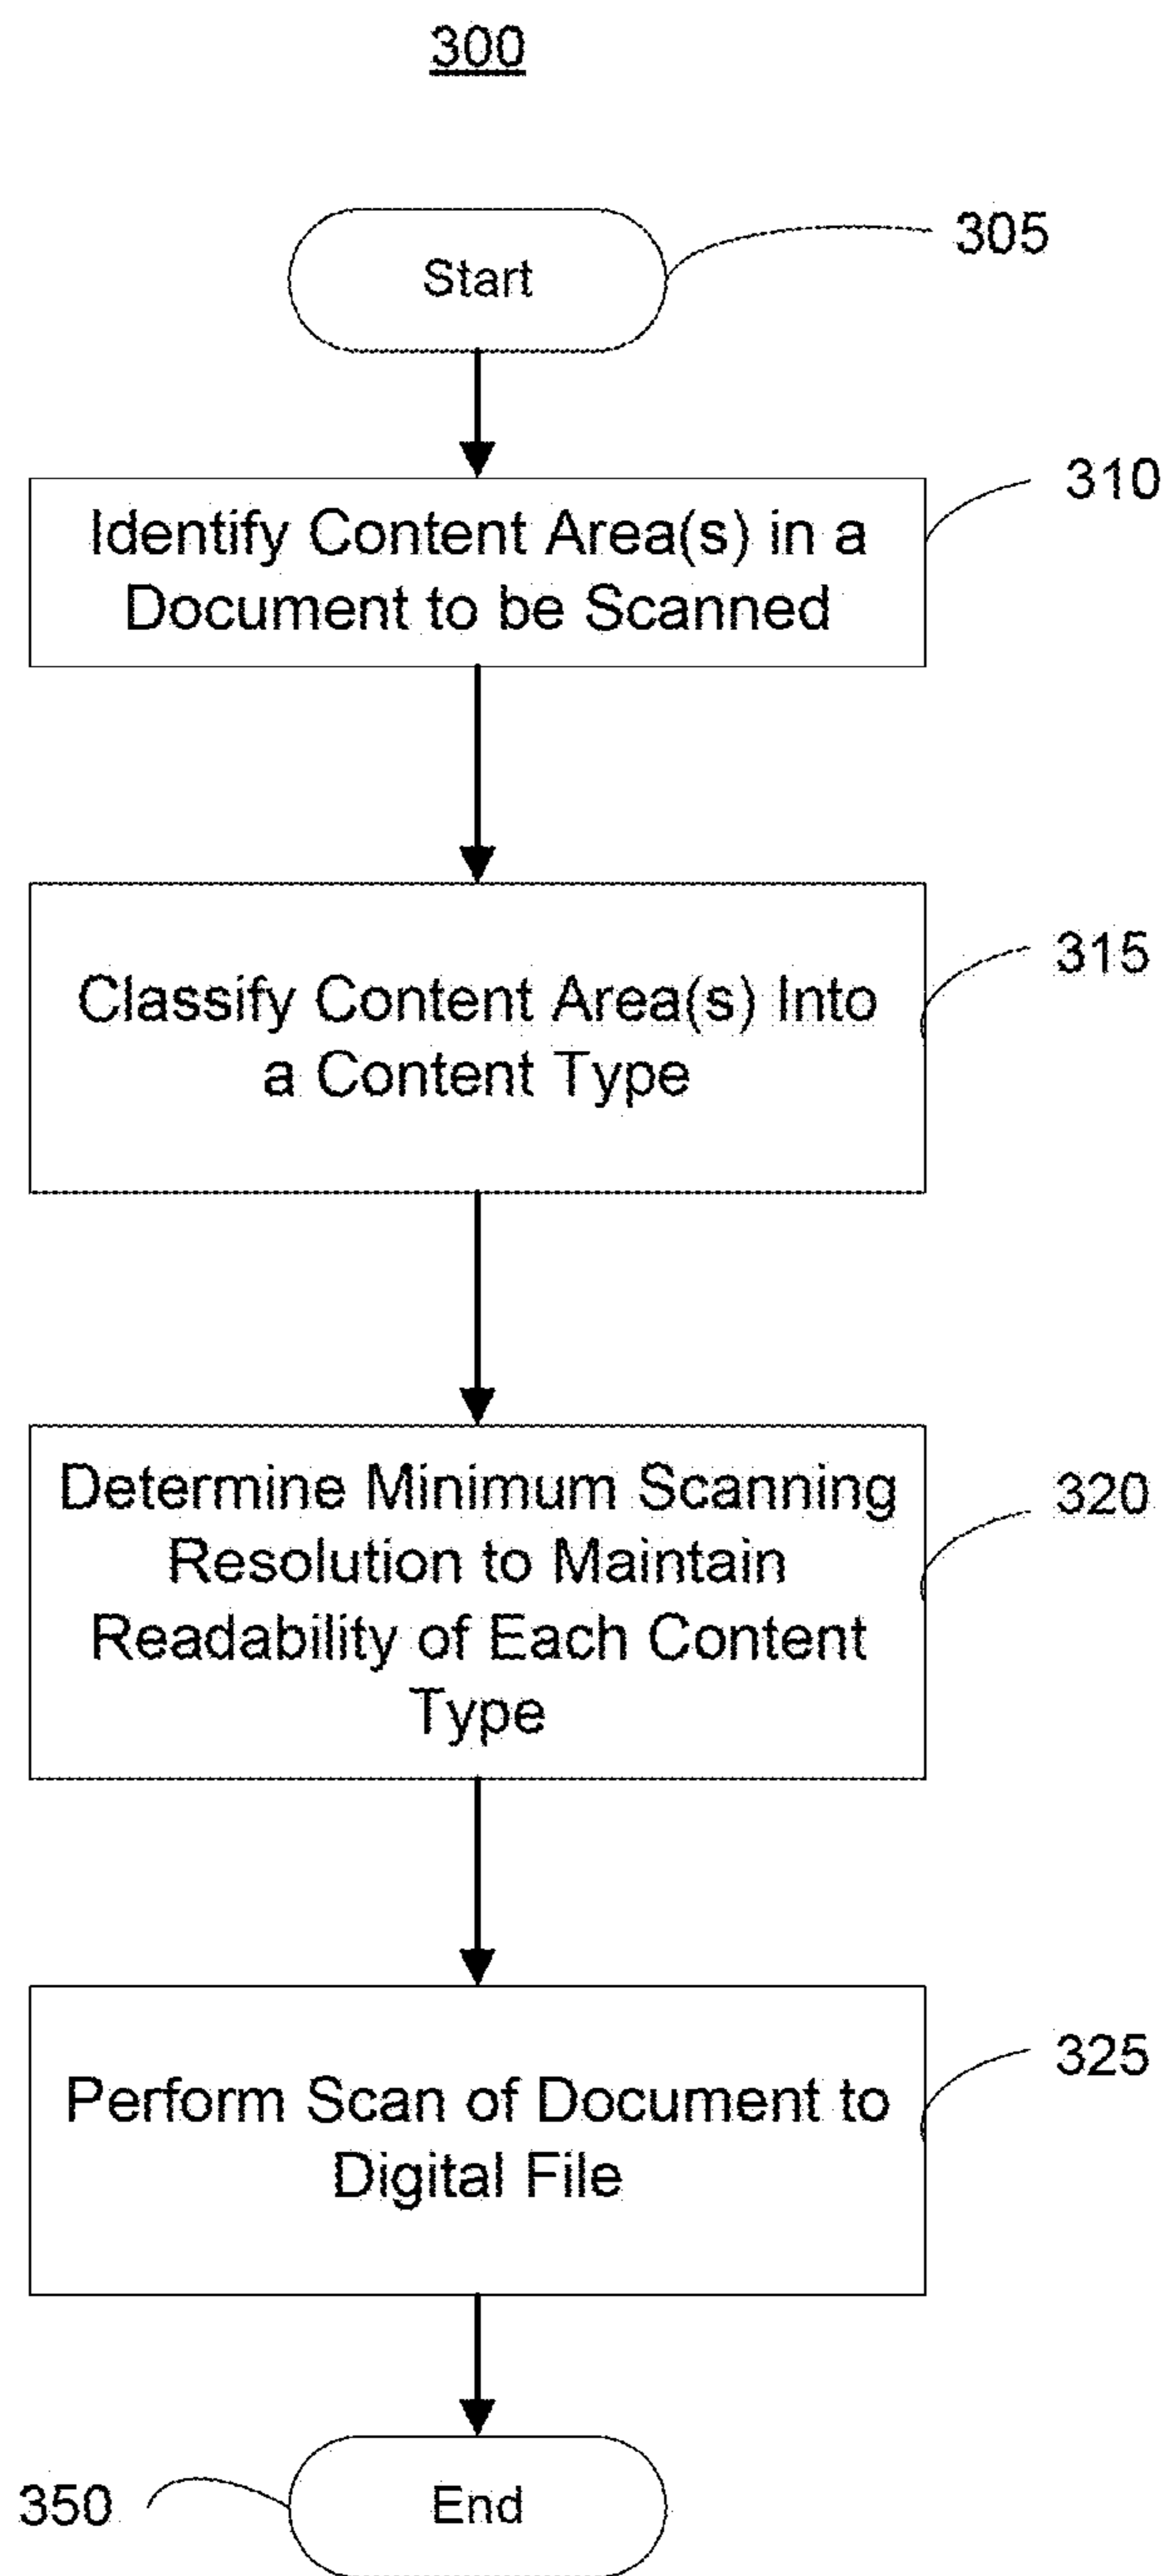 300
Start
305
Identify Content Area(s) in a
Document to be Scanned
310
Classify Content Area(s) Into
a Content Type
315
Determine Minimum Scanning
Resolution to Maintain
Readability of Each Content
Type
320
Perform Scan of Document to
Digital File
325
End
350